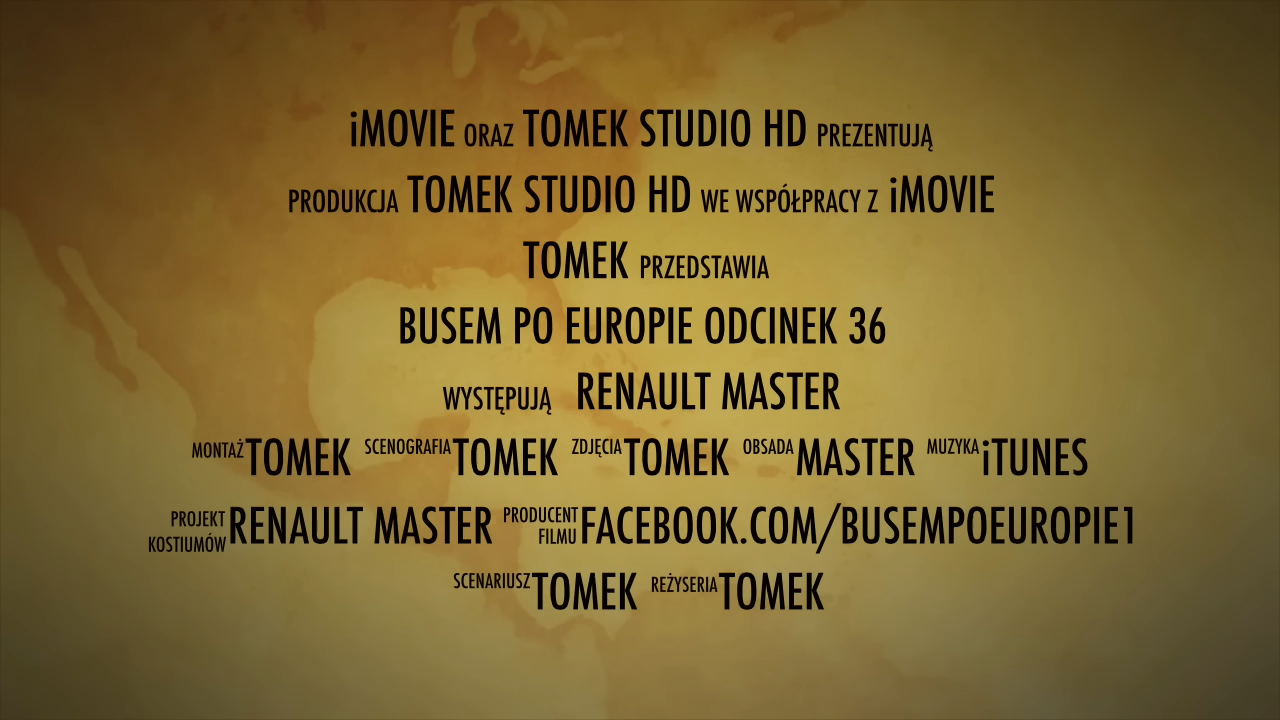 iMOVIE ORAZ TOMEK STUDIO HD PREZENTUJĄ
PRODUKCJA TOMEK STUDIO HD WE WSPÓŁPRACY Z iMOVIE
TOMEK PRZEDSTAWIA
BUSEM PO EUROPIE ODCINEK 36
WYSTĘPUJĄ RENAULT MASTER
MONTAŻ TOMEK SCENOGRAFIA TOMEK ZDJĘCIA TOMEK OBSADA MASTER MUZYKA iTUNES
PROJEKT KOSTIUMÓW RENAULT MASTER PRODUCENT FILMU FACEBOOK.COM/BUSEMPOEUROPIE1
SCENARIUSZ TOMEK REŻYSERIA TOMEK